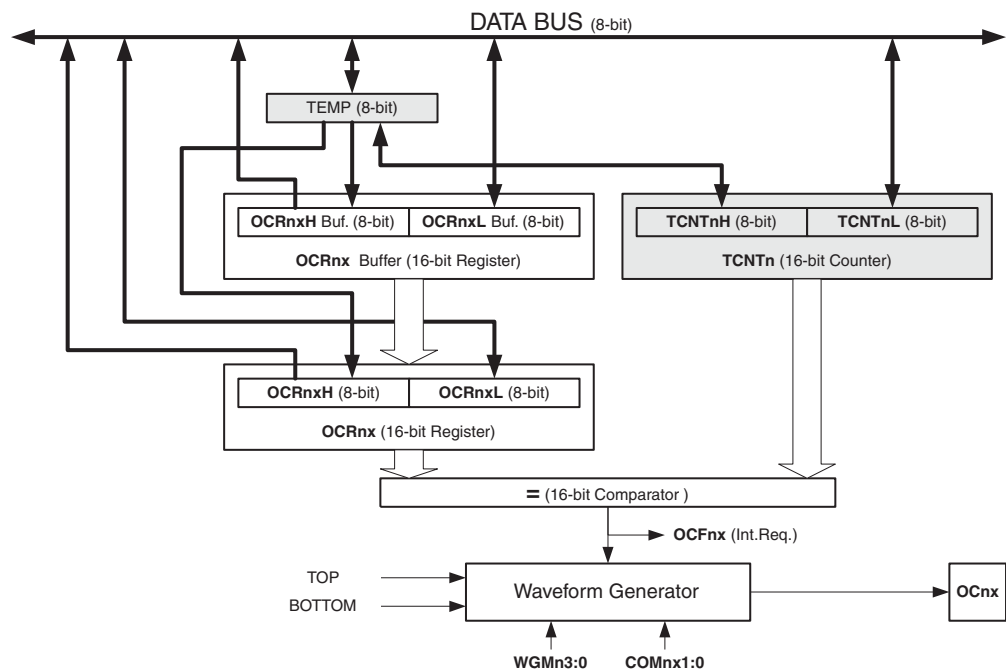 DATA BUS (8-bit)
TEMP (8-bit)
OCRnxH Buf. (8-bit)
OCRnxL Buf. (8-bit)
OCRnx Buffer (16-bit Register)
TCNTnH (8-bit)
TCNTnL (8-bit)
TCNTn (16-bit Counter)
OCRnxH (8-bit)
OCRnxL (8-bit)
OCRnx (16-bit Register)
= (16-bit Comparator )
OCFnx (Int.Req.)
TOP
BOTTOM
Waveform Generator
OCnx
WGMn3:0
COMnx1:0